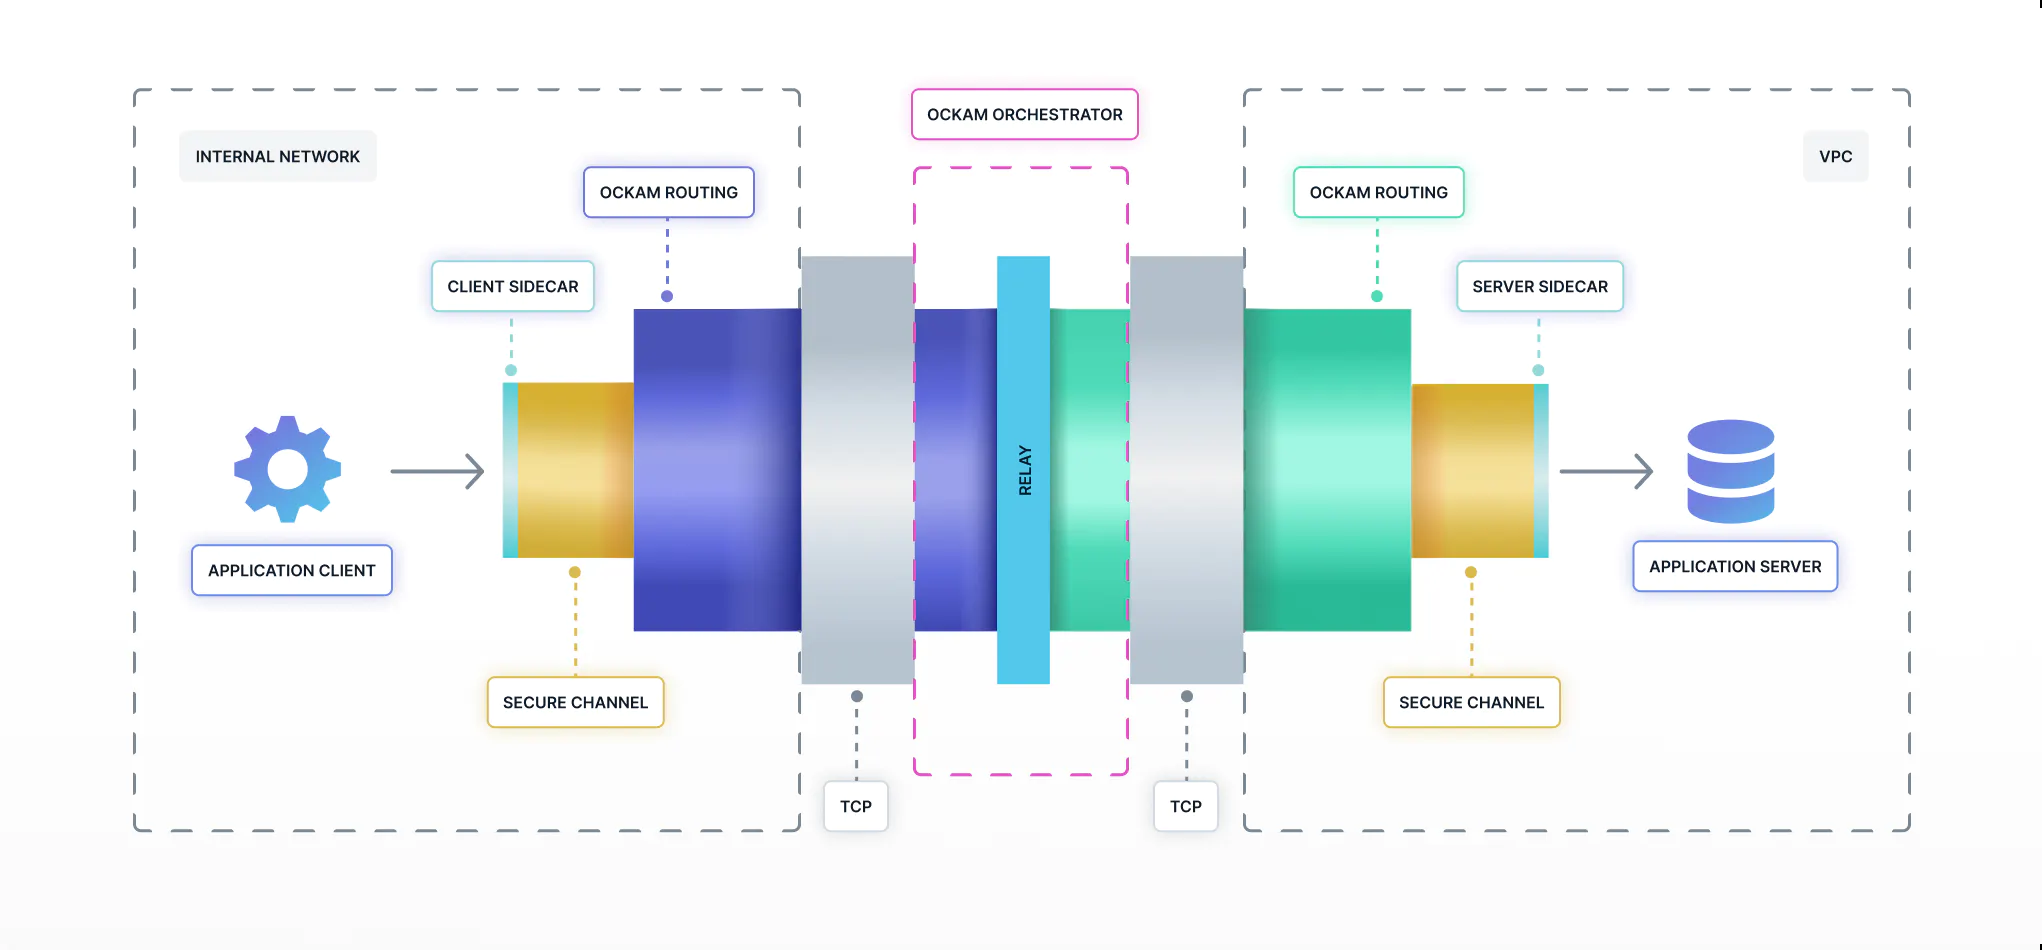 OCKAM ORCHESTRATOR
INTERNAL NETWORK
VPC
OCKAM ROUTING
OCKAM ROUTING
CLIENT SIDECAR
SERVER SIDECAR
RELAY
APPLICATION CLIENT
APPLICATION SERVER
SECURE CHANNEL
SECURE CHANNEL
TCP
TCP